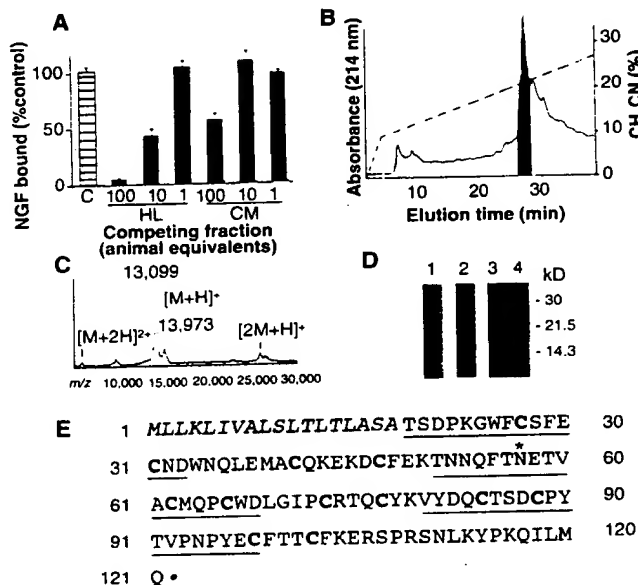 A
NGF bound (%control)
100
50
0
C 100 10 1 100 10 1
HL CM
Competing fraction
(animal equivalents)
B
Absorbance (214 nm)
30
20
10
0
CH CN (%)
10 20 30
Elution time (min)
C
13,099
[M+H]+
[M+2H]2+ 13,973 [2M+H]+
m/z 10,000 15,000 20,000 25,000 30,000
D
1 2 3 4 kD
- 30
- 21.5
- 14.3
E
1 MLLKLIVALSLTLTLASATSDPKGWFCSFE 30
*
31 CNDWNQLEMACQKEKDCFEKTNNQFTNETV 60
61 ACMQPCWDLGIPCRTQCYKVYDQCTSDCPY 90
91 TVPNPYECFTTCFKERSPRSNLKYPKQILM 120
121 Q •